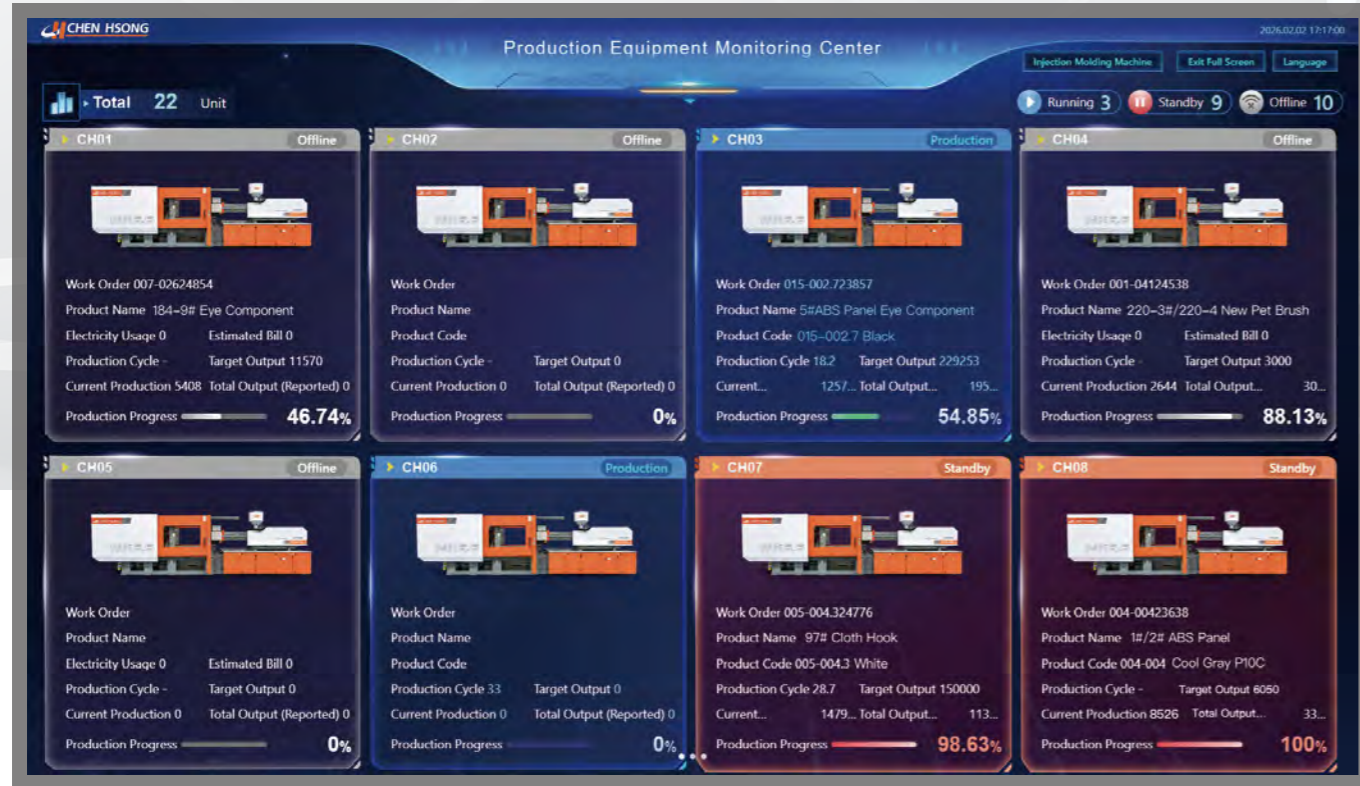 CHEN HSONG
2026.02.02 17:17:00
Production Equipment Monitoring Center
Injection Molding Machine Exit Full Screen Language
Total 22 Unit
Running 3 Standby 9 Offline 10
CH01 Offline
Work Order 007-02624854
Product Name 184-9# Eye Component
Electricity Usage 0 Estimated Bill 0
Production Cycle - Target Output 11570
Current Production 5408 Total Output (Reported) 0
Production Progress 46.74%
CH02 Offline
Work Order
Product Name
Product Code
Production Cycle - Target Output 0
Current Production 0 Total Output (Reported) 0
Production Progress 0%
CH03 Production
Work Order 015-002.723857
Product Name 5#ABS Panel Eye Component
Product Code 015-002.7 Black
Production Cycle 18.2 Target Output 229253
Current... 1257... Total Output... 195...
Production Progress 54.85%
CH04 Offline
Work Order 001-04124538
Product Name 220-3#/220-4 New Pet Brush
Electricity Usage 0 Estimated Bill 0
Production Cycle - Target Output 3000
Current Production 2644 Total Output... 30...
Production Progress 88.13%
CH05 Offline
Work Order
Product Name
Electricity Usage 0 Estimated Bill 0
Production Cycle - Target Output 0
Current Production 0 Total Output (Reported) 0
Production Progress 0%
CH06 Production
Work Order
Product Name
Product Code
Production Cycle 33 Target Output 0
Current Production 0 Total Output (Reported) 0
Production Progress 0%
CH07 Standby
Work Order 005-004.324776
Product Name 97# Cloth Hook
Product Code 005-004.3 White
Production Cycle 28.7 Target Output 150000
Current... 1479... Total Output... 113...
Production Progress 98.63%
CH08 Standby
Work Order 004-00423638
Product Name 1#/2# ABS Panel
Product Code 004-004 Cool Gray P10C
Production Cycle - Target Output 6050
Current Production 8526 Total Output... 33...
Production Progress 100%